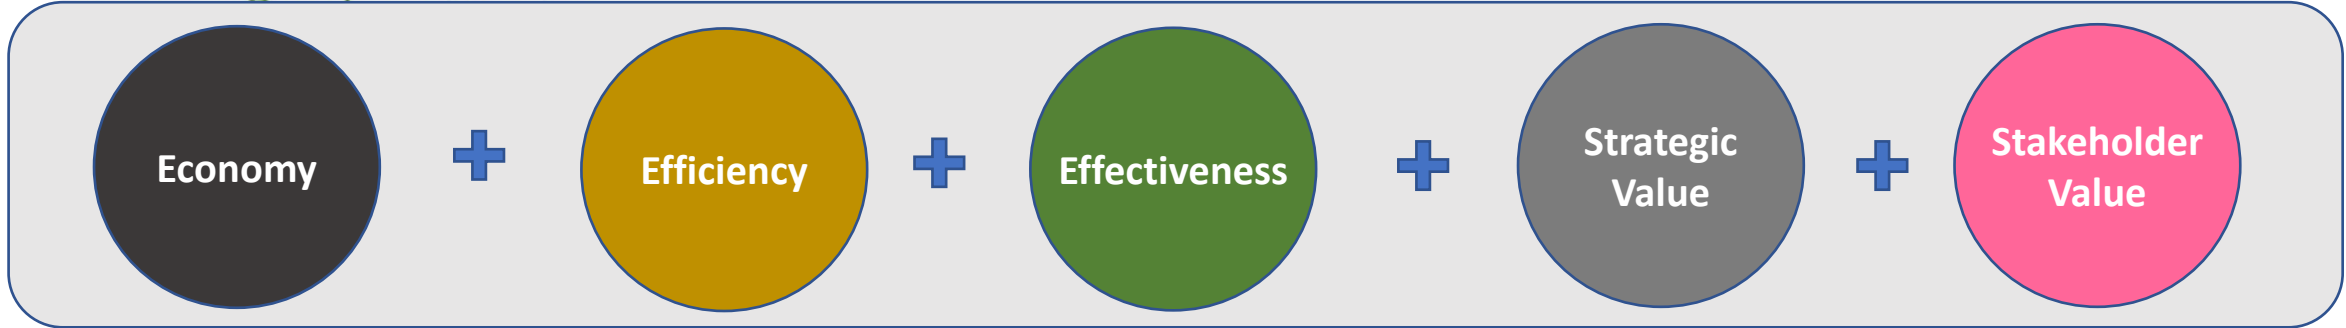 Economy
Efficiency
Effectiveness
Strategic
Value
Stakeholder
Value